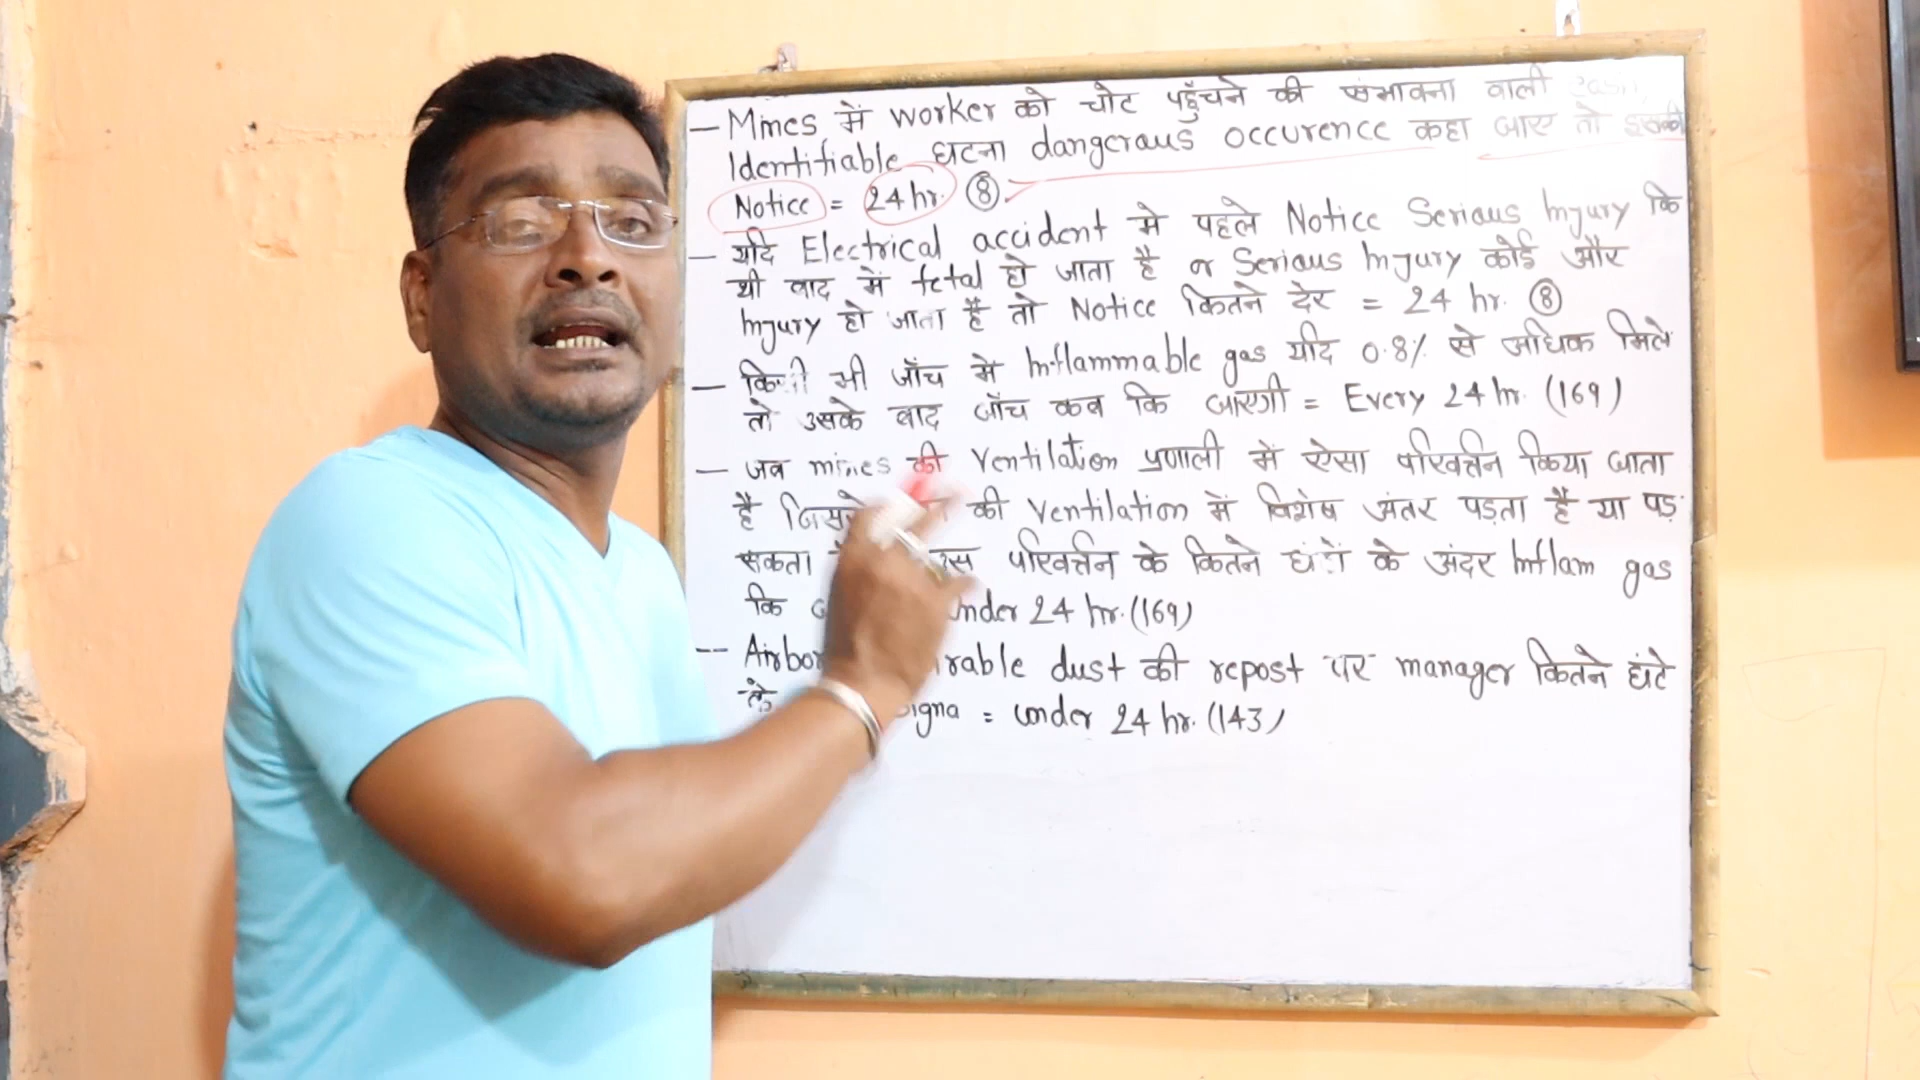 — Mines में worker को चोट पहुँचने की संभावना वाली easily
Identifiable घटना dangerous occurence कहा जाए तो इसकी
Notice = 24 hr. ⑧
— यदि Electrical accident मे पहले Notice Serious Injury कि
थी बाद में fetal हो जाता है or Serious Injury कोई और
Injury हो जाता है तो Notice कितने देर = 24 hr. ⑧
— किसी भी जाँच मे Inflammable gas यदि 0.8% से अधिक मिले
तो उसके बाद जाँच कब कि जाएगी = Every 24 hr. (169)
— जब mines की Ventilation प्रणाली में ऐसा परिवर्तन किया जाता
है जिससे की Ventilation में विशेष अंतर पड़ता है या पड़
सकता उस परिवर्तन के कितने घंटों के अंदर Inflam gas
कि under 24 hr. (169)
-- dust की repost पर manager कितने घंटे
के = under 24 hr. (143)